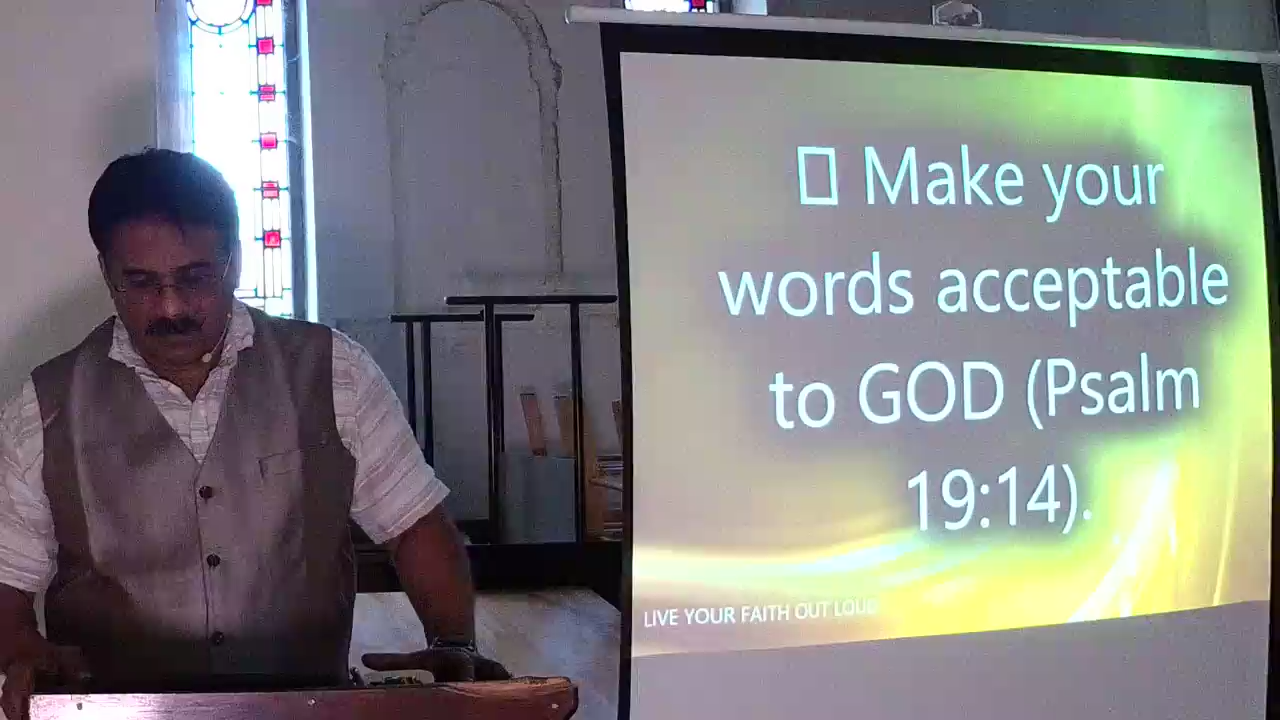 ▯ Make your
words acceptable
to GOD (Psalm
19:14).
LIVE YOUR FAITH OUT LOUD